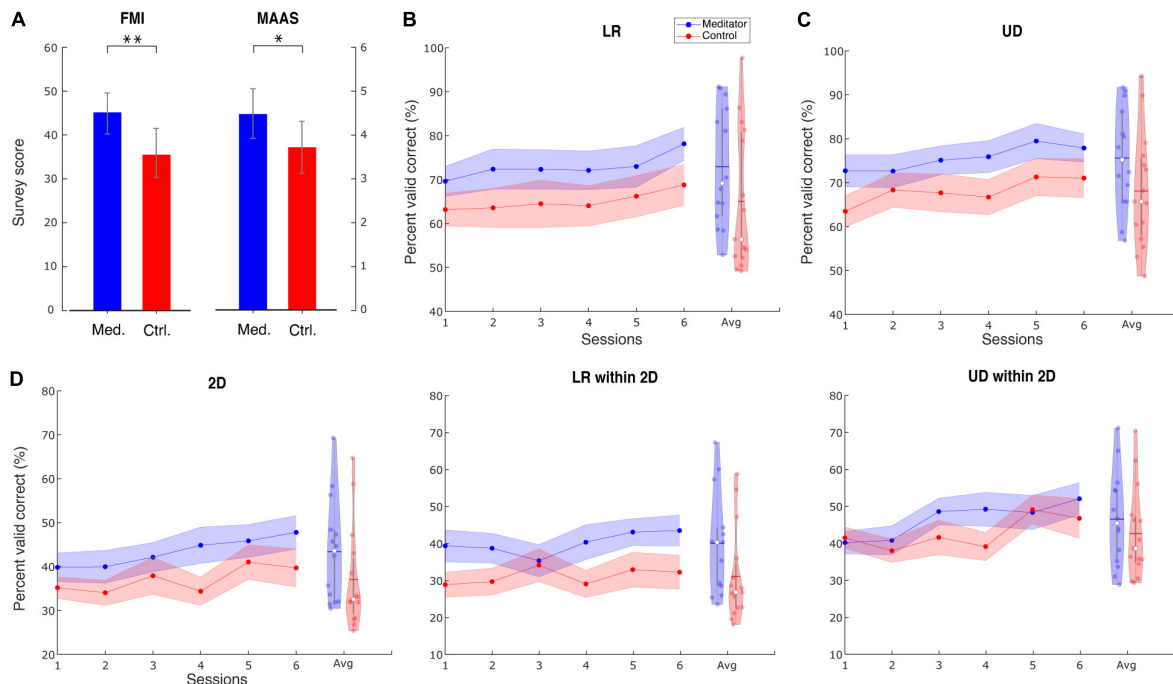 A
FMI
MAAS
**
*
Survey score
60
50
40
30
20
10
0
6
5
4
3
2
1
0
Med.
Ctrl.
Med.
Ctrl.
B
LR
Meditator
Control
Percent valid correct (%)
100
90
80
70
60
50
40
1 2 3 4 5 6 Avg
Sessions
C
UD
Percent valid correct (%)
100
90
80
70
60
50
40
1 2 3 4 5 6 Avg
Sessions
D
2D
Percent valid correct (%)
80
70
60
50
40
30
20
1 2 3 4 5 6 Avg
Sessions
LR within 2D
80
70
60
50
40
30
20
10
1 2 3 4 5 6 Avg
Sessions
UD within 2D
80
70
60
50
40
30
20
10
1 2 3 4 5 6 Avg
Sessions